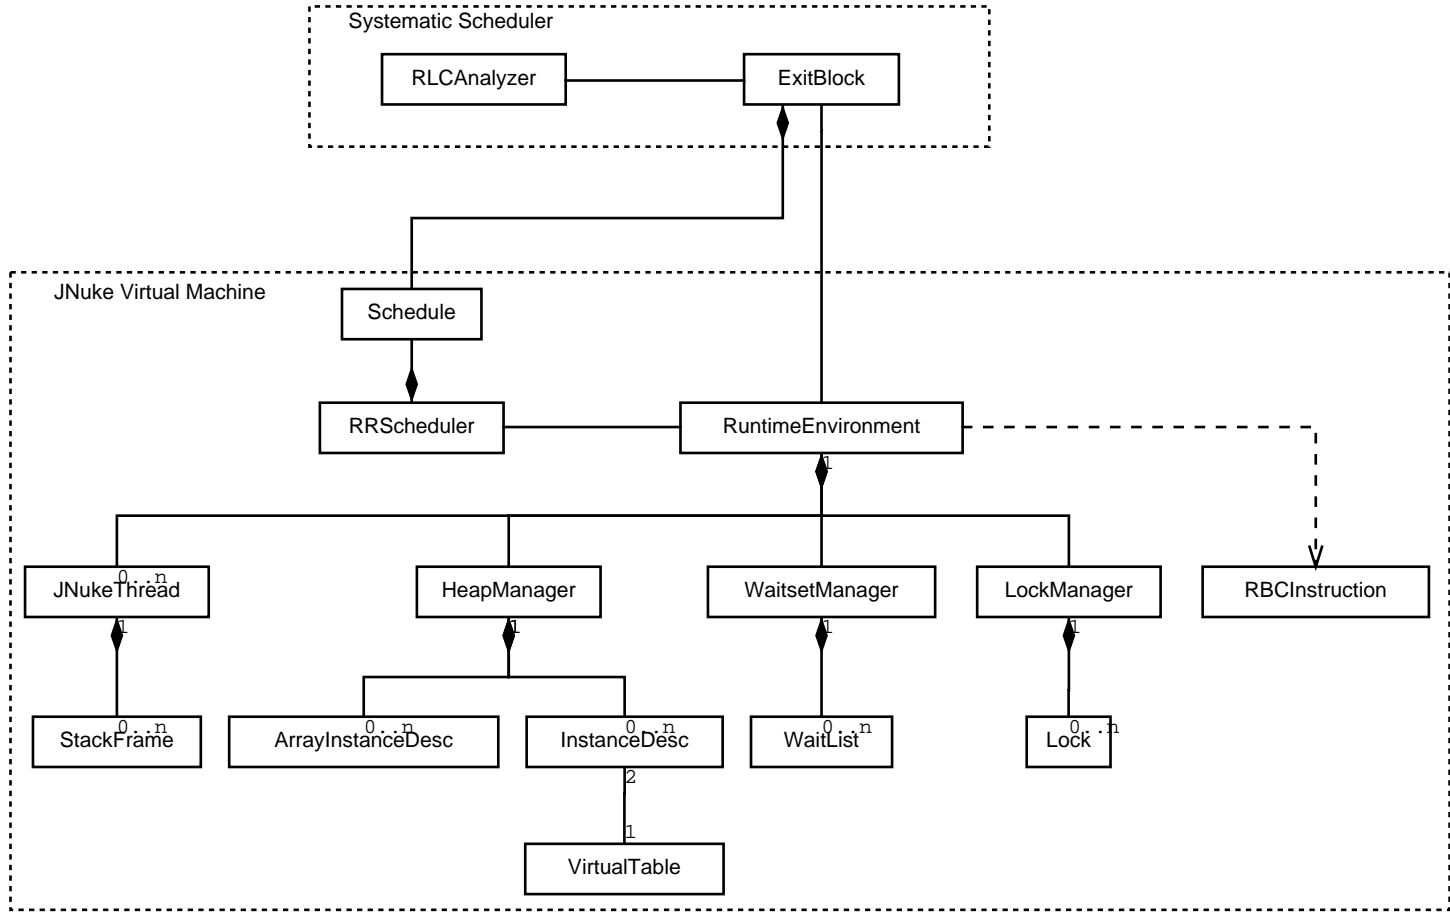 Systematic Scheduler
RLCAnalyzer
ExitBlock
JNuke Virtual Machine
Schedule
RRScheduler
RuntimeEnvironment
1
0..n
JNukeThread
HeapManager
WaitsetManager
LockManager
RBCInstruction
1
1
1
1
0..n
0..n
0..n
0..n
0..n
StackFrame
ArrayInstanceDesc
InstanceDesc
WaitList
Lock
2
1
VirtualTable